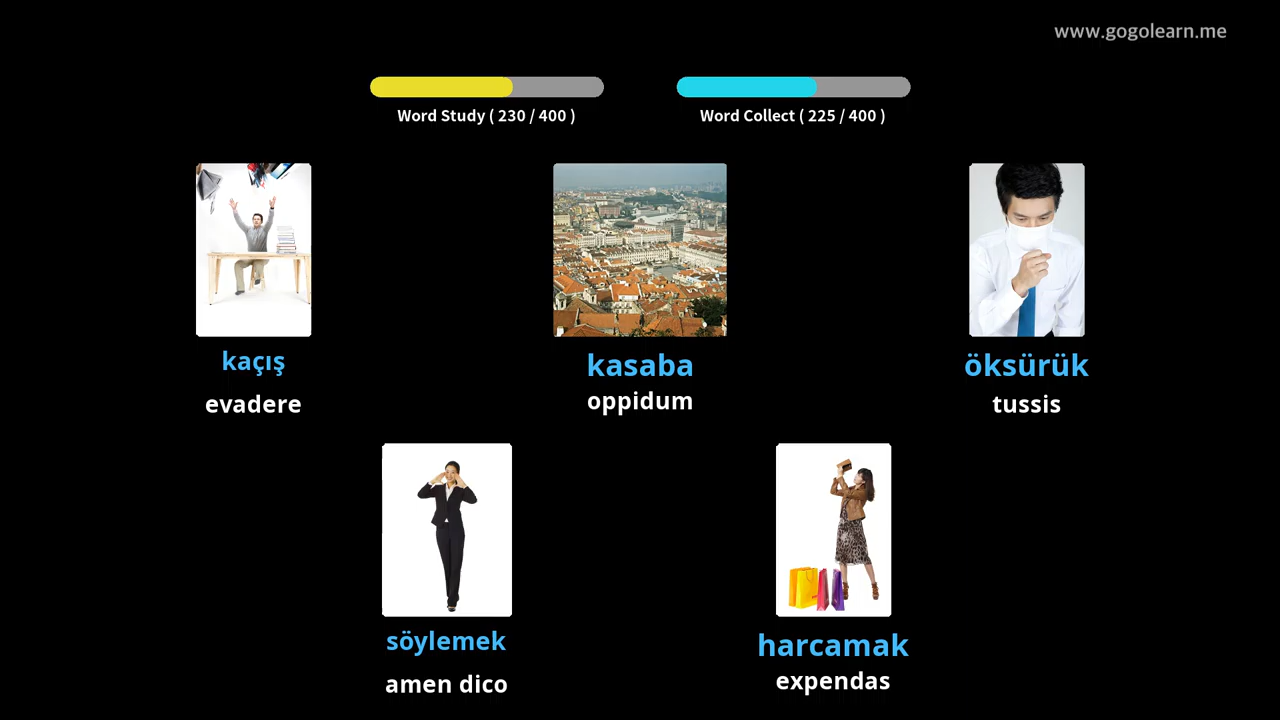 www.gogolearn.me
Word Study ( 230 / 400 )
Word Collect ( 225 / 400 )
kaçış
evadere
kasaba
oppidum
öksürük
tussis
söylemek
amen dico
harcamak
expendas